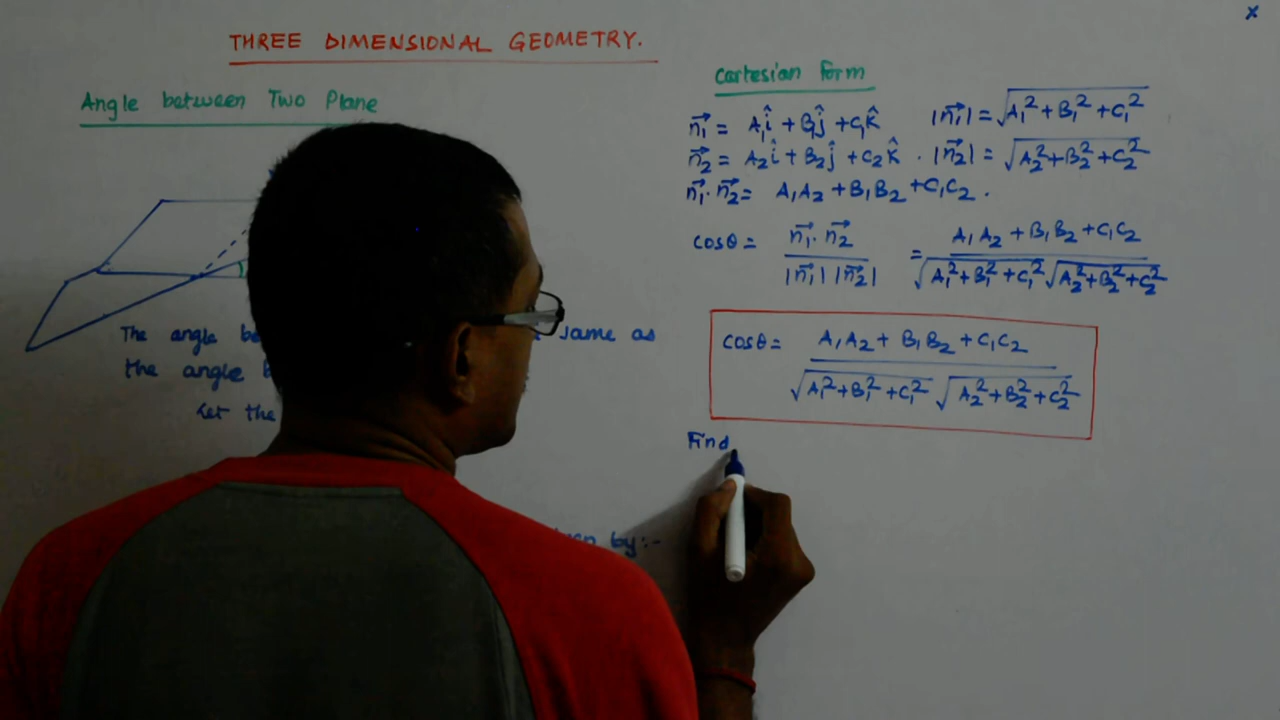 x
THREE DIMENSIONAL GEOMETRY.
Angle between Two Plane
The angle same as
the angle
Let the
by:-
Cartesian Form
n₁⃗ = A₁î + B₁ĵ + C₁k̂ |n₁⃗| = √(A₁² + B₁² + C₁²)
n₂⃗ = A₂î + B₂ĵ + C₂k̂ . |n₂⃗| = √(A₂² + B₂² + C₂²)
n₁⃗ . n₂⃗ = A₁A₂ + B₁B₂ + C₁C₂ .
cosθ = n₁⃗ . n₂⃗ / |n₁⃗| |n₂⃗| = A₁A₂ + B₁B₂ + C₁C₂ / √(A₁² + B₁² + C₁²) √(A₂² + B₂² + C₂²)
cosθ = A₁A₂ + B₁B₂ + C₁C₂ / √(A₁² + B₁² + C₁²) √(A₂² + B₂² + C₂²)
Find